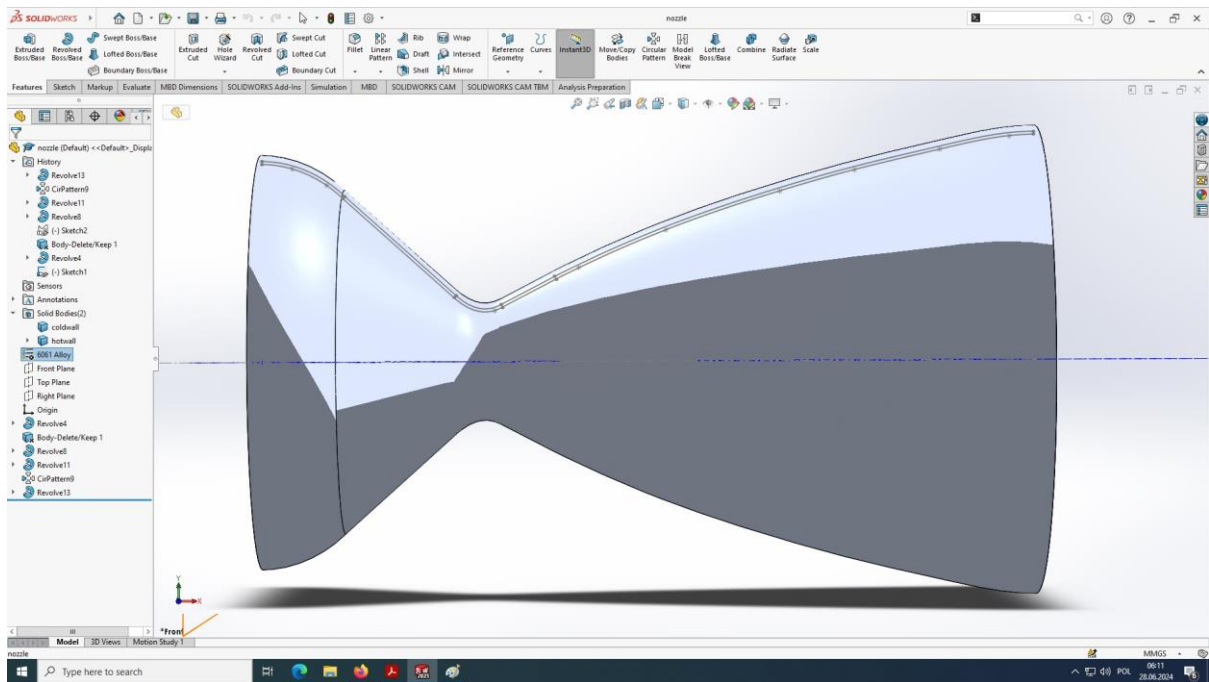 SOLIDWORKS
nozzle
Extruded Boss/Base
Revolved Boss/Base
Swept Boss/Base
Lofted Boss/Base
Boundary Boss/Base
Extruded Cut
Hole Wizard
Revolved Cut
Swept Cut
Lofted Cut
Boundary Cut
Fillet
Linear Pattern
Rib
Draft
Shell
Wrap
Intersect
Mirror
Reference Geometry
Curves
Instant3D
Move/Copy Bodies
Circular Pattern
Model Break View
Lofted Boss/Base
Combine
Radiate Surface
Scale
Features
Sketch
Markup
Evaluate
MBD Dimensions
SOLIDWORKS Add-Ins
Simulation
MBD
SOLIDWORKS CAM
SOLIDWORKS CAM TBM
Analysis Preparation
nozzle (Default) <<Default>_Displa
History
Revolve13
CirPattern9
Revolve11
Revolve8
(-) Sketch2
Body-Delete/Keep 1
Revolve4
(-) Sketch1
Sensors
Annotations
Solid Bodies(2)
coldwall
hotwall
6061 Alloy
Front Plane
Top Plane
Right Plane
Origin
Revolve4
Body-Delete/Keep 1
Revolve8
Revolve11
CirPattern9
Revolve13
Y
X
*Front
Model
3D Views
Motion Study 1
nozzle
MMGS
Type here to search
POL
06:11
28.06.2024